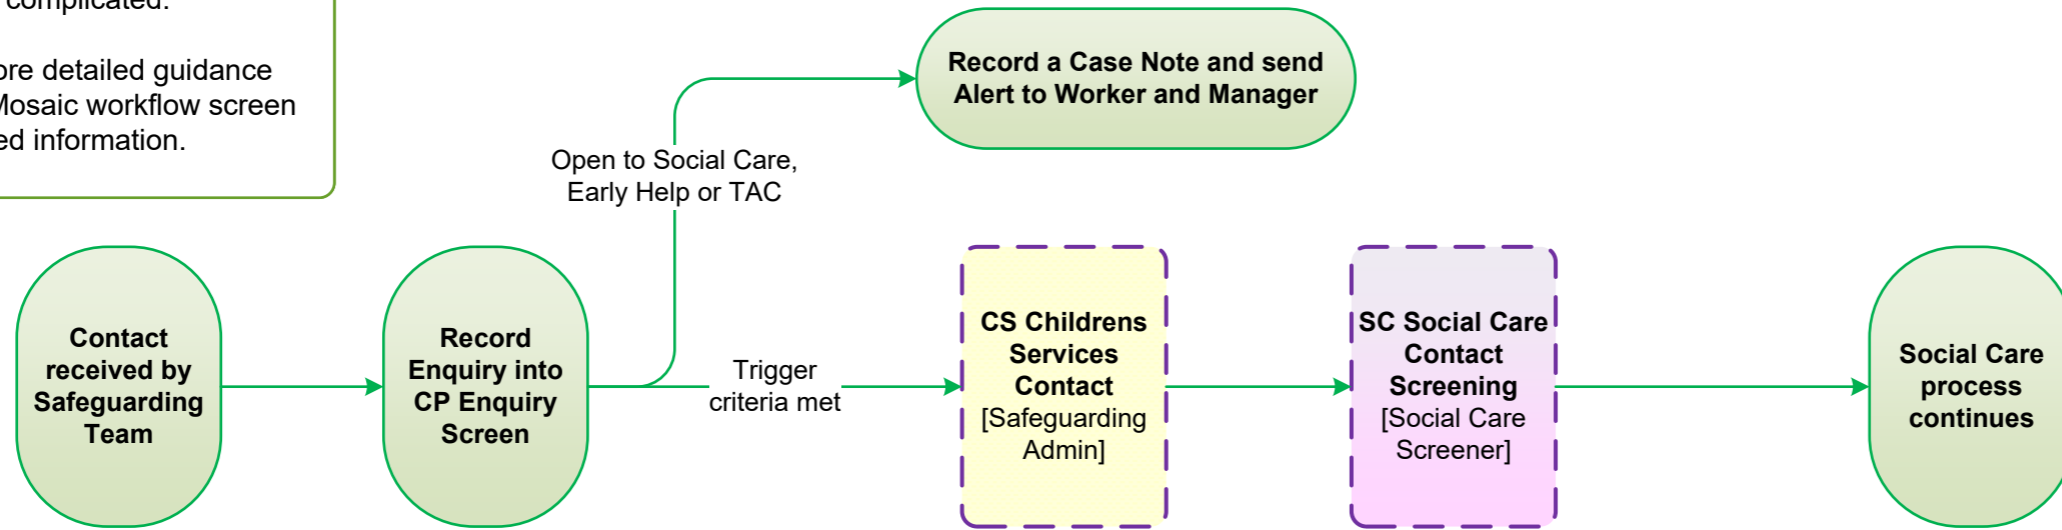 complicated.
ore detailed guidance
Mosaic workflow screen
ed information.
Record a Case Note and send
Alert to Worker and Manager
Open to Social Care,
Early Help or TAC
Contact
received by
Safeguarding
Team
Record
Enquiry into
CP Enquiry
Screen
Trigger
criteria met
CS Childrens
Services
Contact
[Safeguarding
Admin]
SC Social Care
Contact
Screening
[Social Care
Screener]
Social Care
process
continues